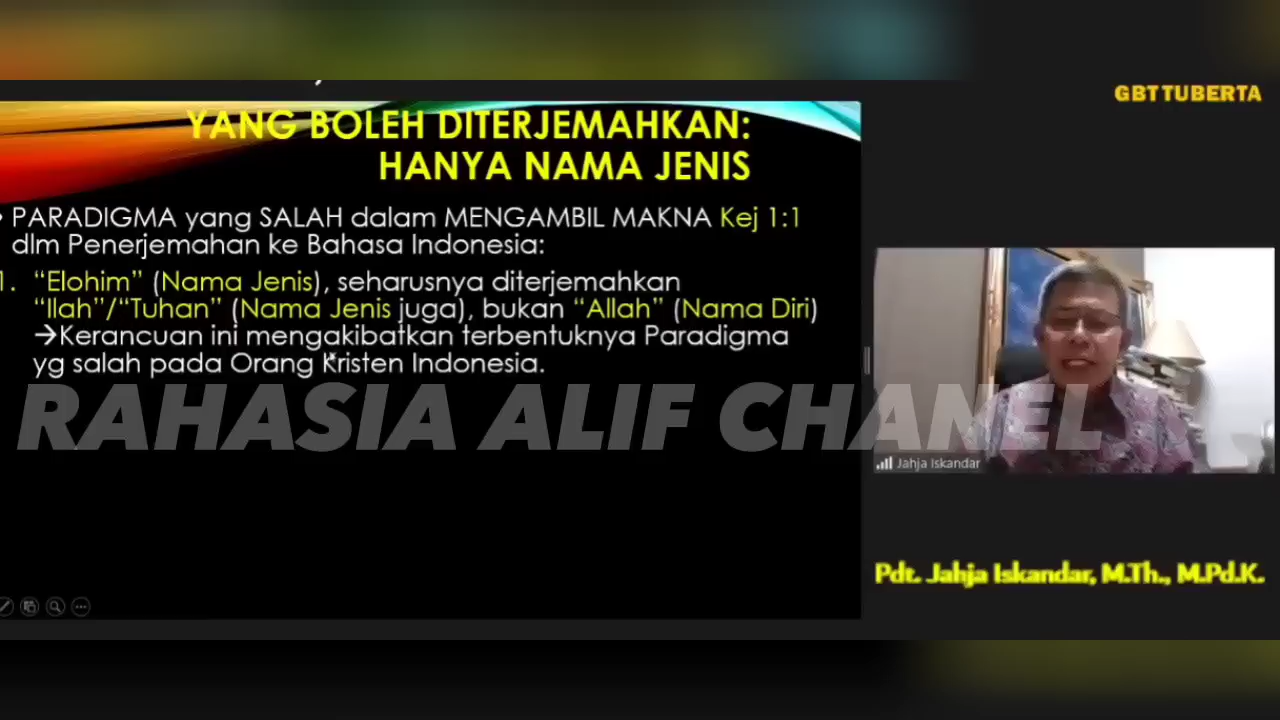 GBTTUBERTA
YANG BOLEH DITERJEMAHKAN:
HANYA NAMA JENIS
• PARADIGMA yang SALAH dalam MENGAMBIL MAKNA Kej 1:1
dlm Penerjemahan ke Bahasa Indonesia:
1. “Elohim” (Nama Jenis), seharusnya diterjemahkan
“Ilah”/“Tuhan” (Nama Jenis juga), bukan “Allah” (Nama Diri)
→Kerancuan ini mengakibatkan terbentuknya Paradigma
yg salah pada Orang Kristen Indonesia.
RAHASIA ALIF CHANEL
Jahja Iskandar
Pdt. Jahja Iskandar, M.Th., M.Pd.K.